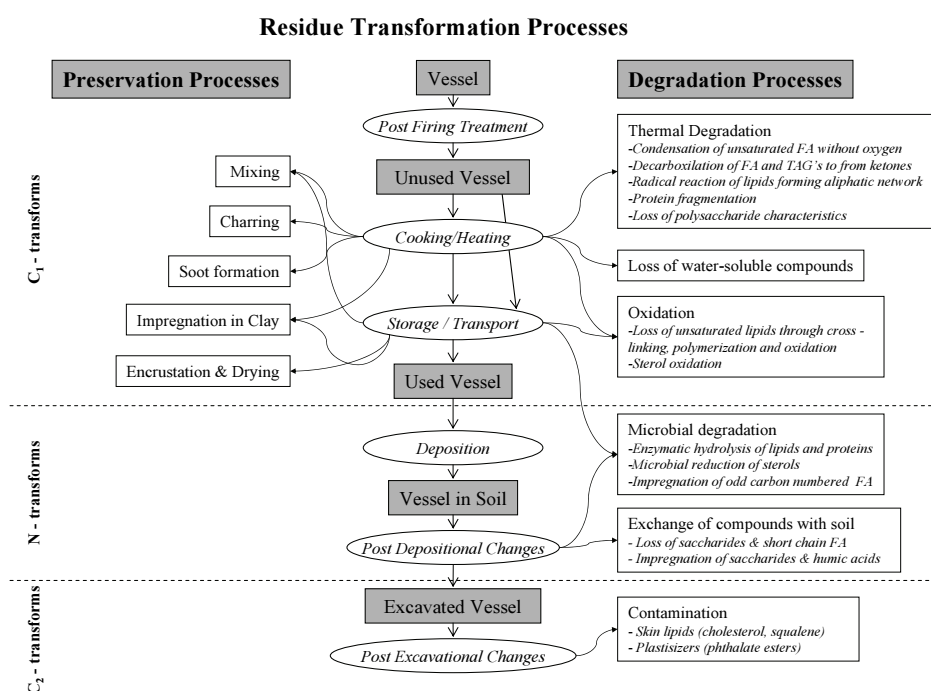 Residue Transformation Processes
Preservation Processes
Vessel
Degradation Processes
Post Firing Treatment
Unused Vessel
Cooking/Heating
Storage / Transport
Used Vessel
Deposition
Vessel in Soil
Post Depositional Changes
Excavated Vessel
Post Excavational Changes
Mixing
Charring
Soot formation
Impregnation in Clay
Encrustation & Drying
Thermal Degradation
-Condensation of unsaturated FA without oxygen
-Decarboxilation of FA and TAG's to from ketones
-Radical reaction of lipids forming aliphatic network
-Protein fragmentation
-Loss of polysaccharide characteristics
Loss of water-soluble compounds
Oxidation
-Loss of unsaturated lipids through cross -
linking, polymerization and oxidation
-Sterol oxidation
Microbial degradation
-Enzymatic hydrolysis of lipids and proteins
-Microbial reduction of sterols
-Impregnation of odd carbon numbered FA
Exchange of compounds with soil
- Loss of saccharides & short chain FA
- Impregnation of saccharides & humic acids
Contamination
- Skin lipids (cholesterol, squalene)
- Plastisizers (phthalate esters)
C₁ - transforms
N - transforms
C₂ - transforms